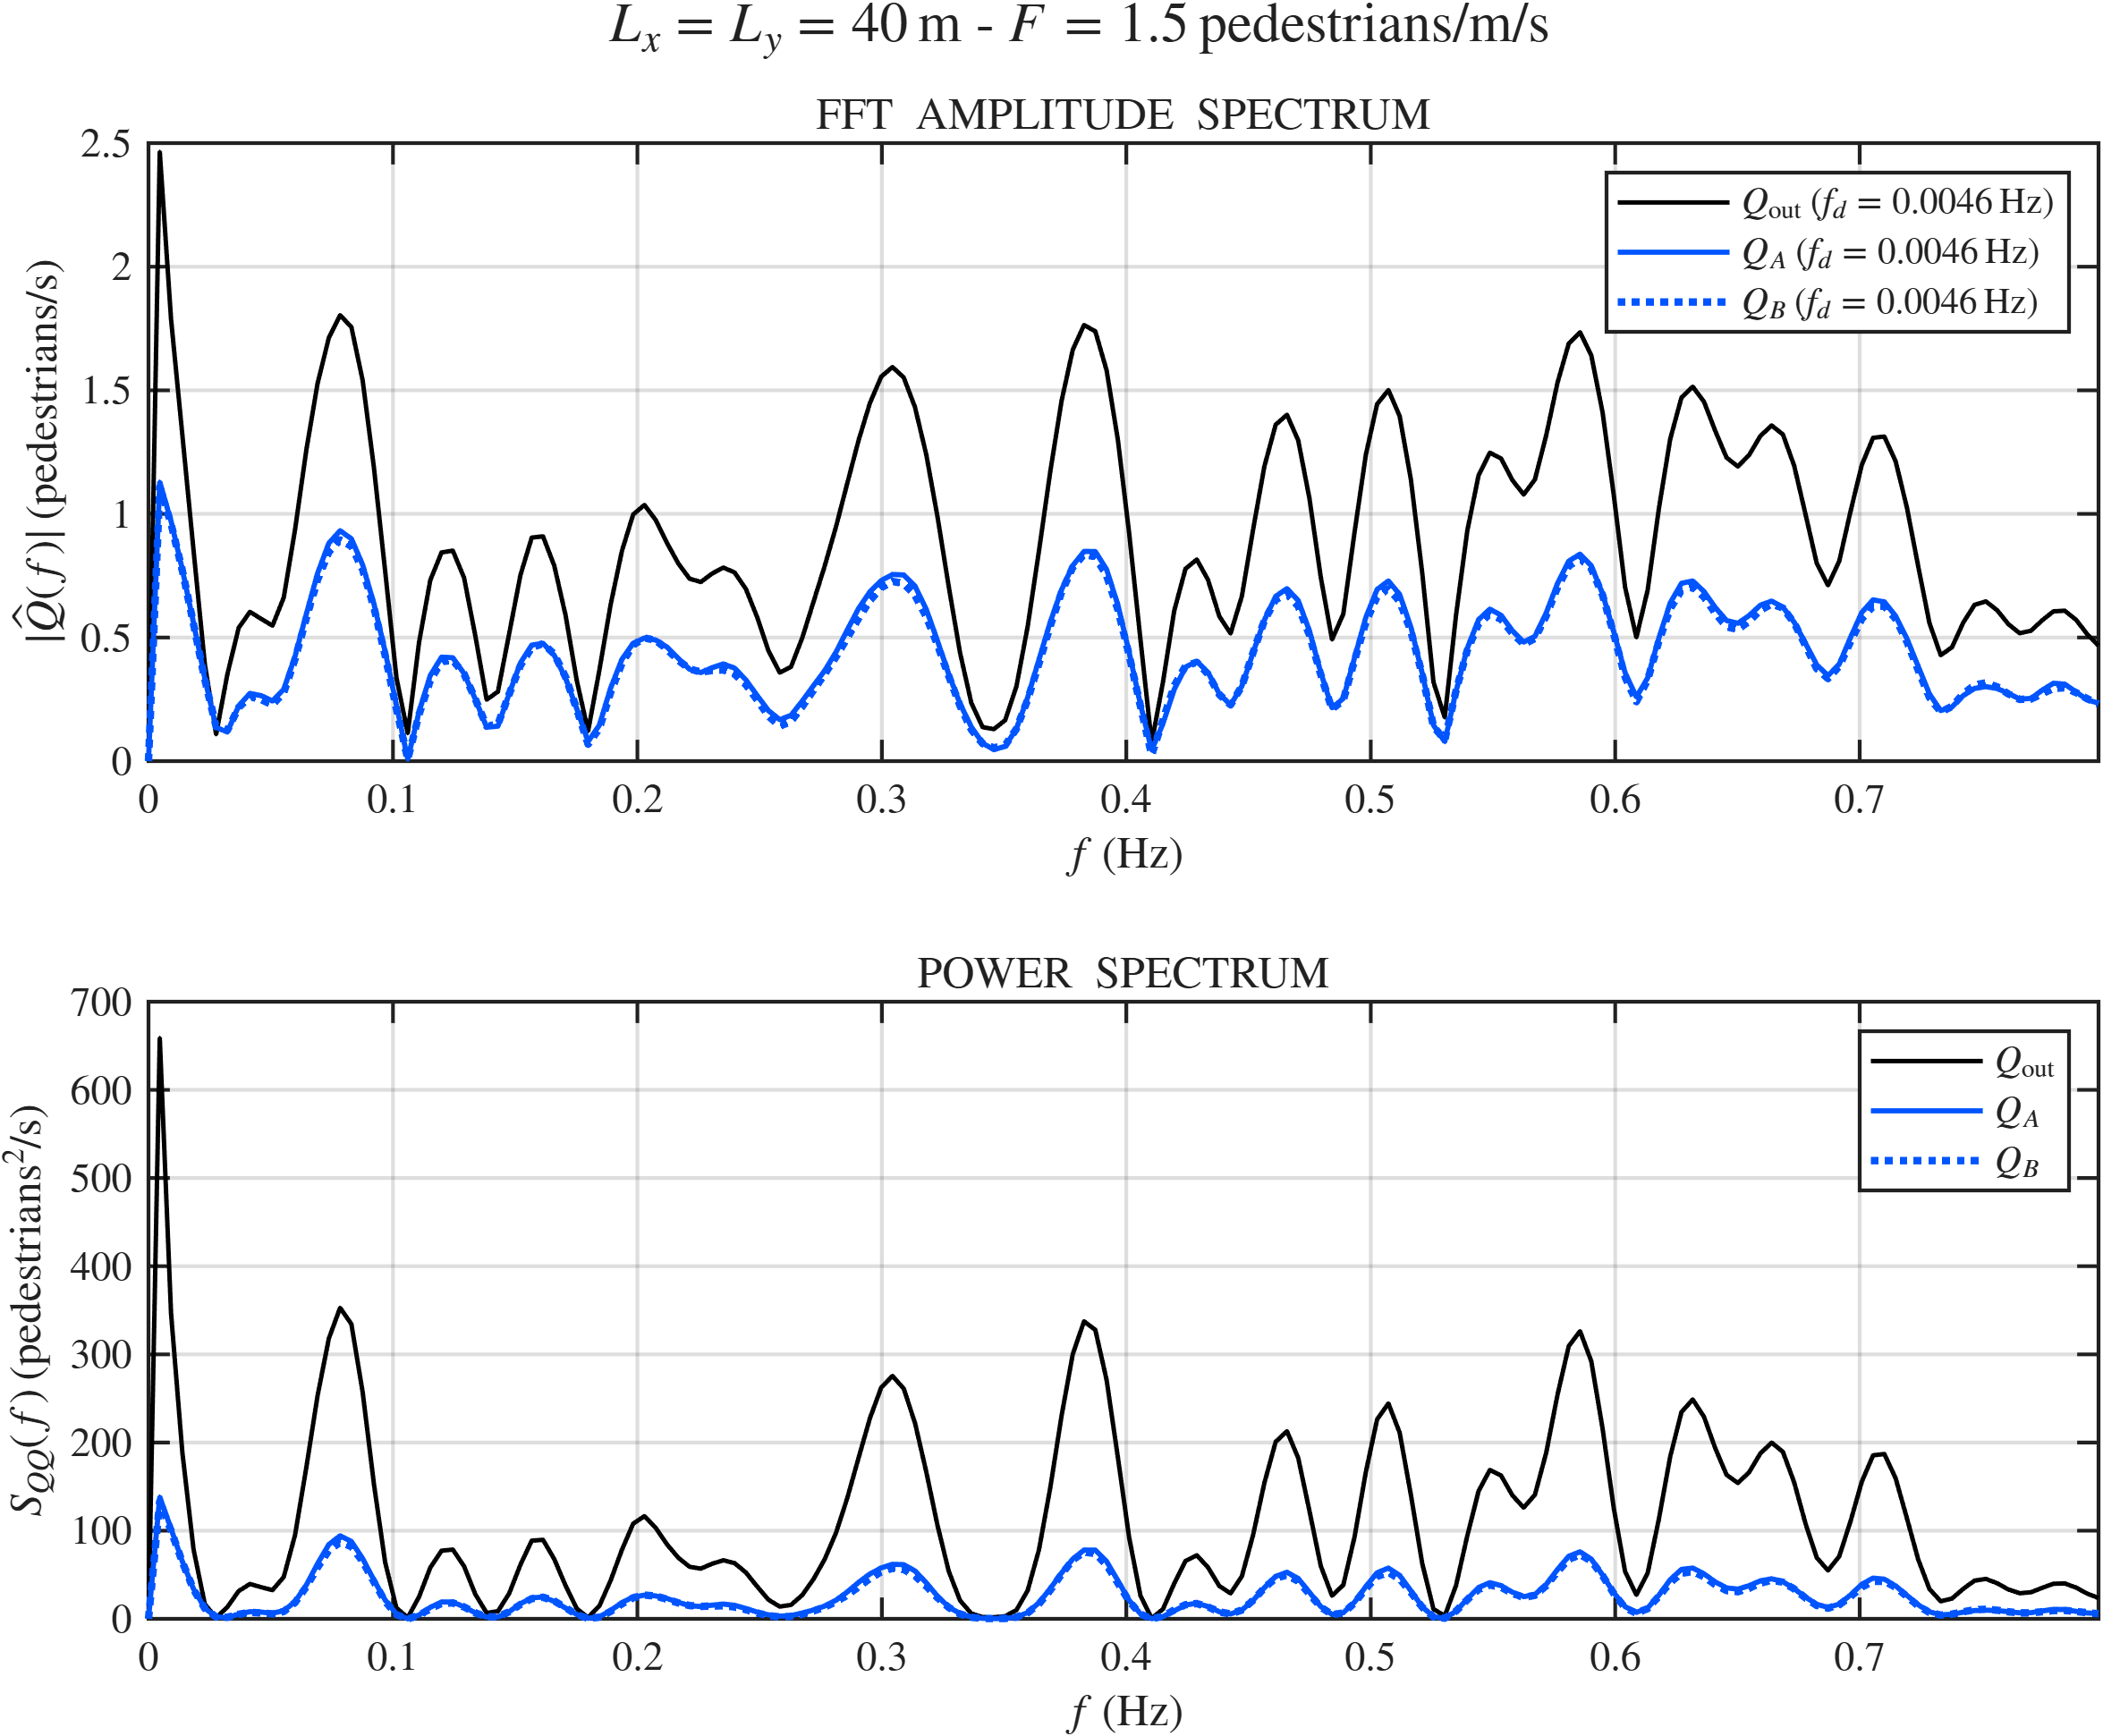 L_x = L_y = 40 m - F = 1.5 pedestrians/m/s
FFT AMPLITUDE SPECTRUM
|Q̂(f)| (pedestrians/s)
2.5
2
1.5
1
0.5
0
Q_out (f_d = 0.0046 Hz)
Q_A (f_d = 0.0046 Hz)
Q_B (f_d = 0.0046 Hz)
0 0.1 0.2 0.3 0.4 0.5 0.6 0.7
f (Hz)
POWER SPECTRUM
S_QQ(f) (pedestrians²/s)
700
600
500
400
300
200
100
0
Q_out
Q_A
Q_B
0 0.1 0.2 0.3 0.4 0.5 0.6 0.7
f (Hz)